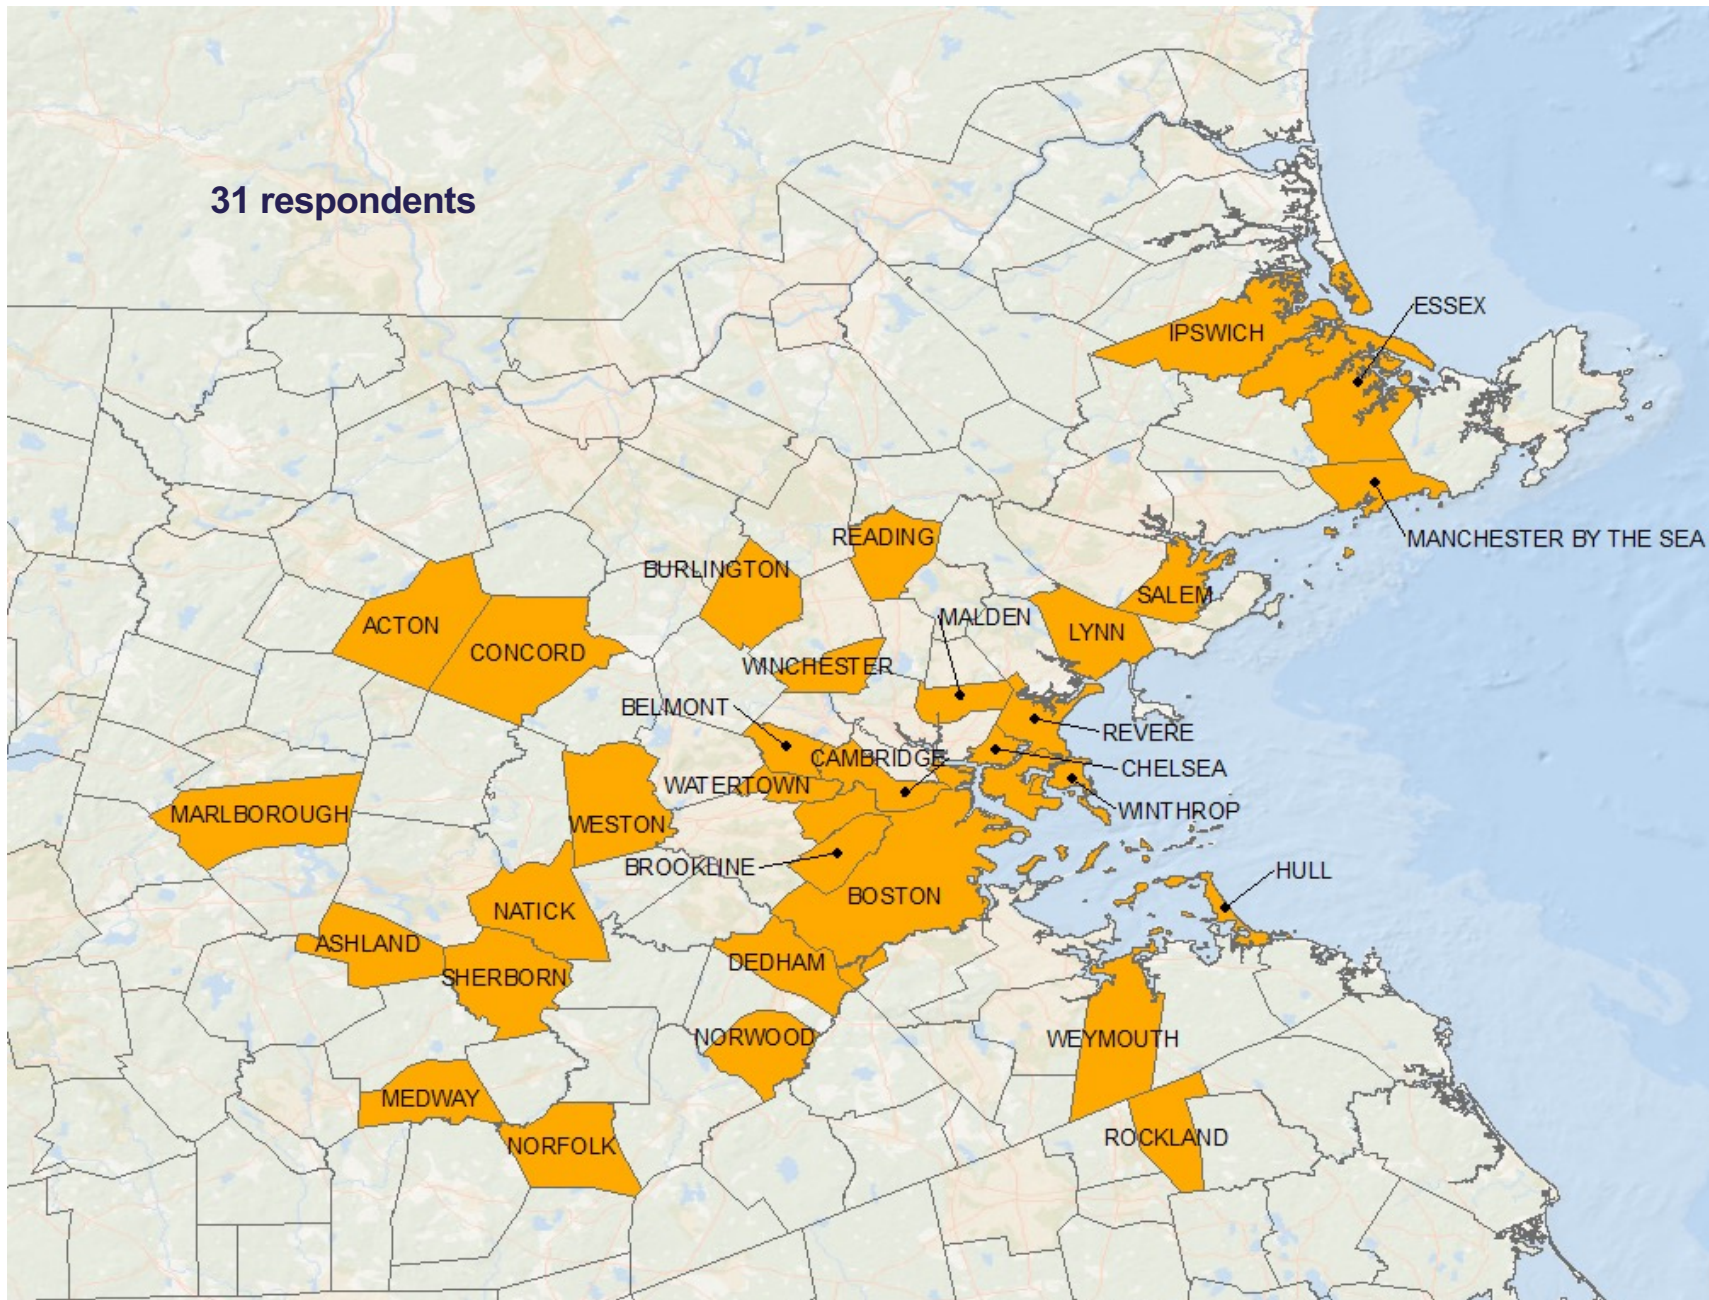 31 respondents
ESSEX
IPSWICH
MANCHESTER BY THE SEA
READING
BURLINGTON
SALEM
MALDEN
ACTON
LYNN
CONCORD
WINCHESTER
BELMONT
REVERE
CAMBRIDGE
CHELSEA
WATERTOWN
WINTHROP
MARLBOROUGH
WESTON
BROOKLINE
HULL
BOSTON
NATICK
ASHLAND
DEDHAM
SHERBORN
NORWOOD
WEYMOUTH
MEDWAY
ROCKLAND
NORFOLK